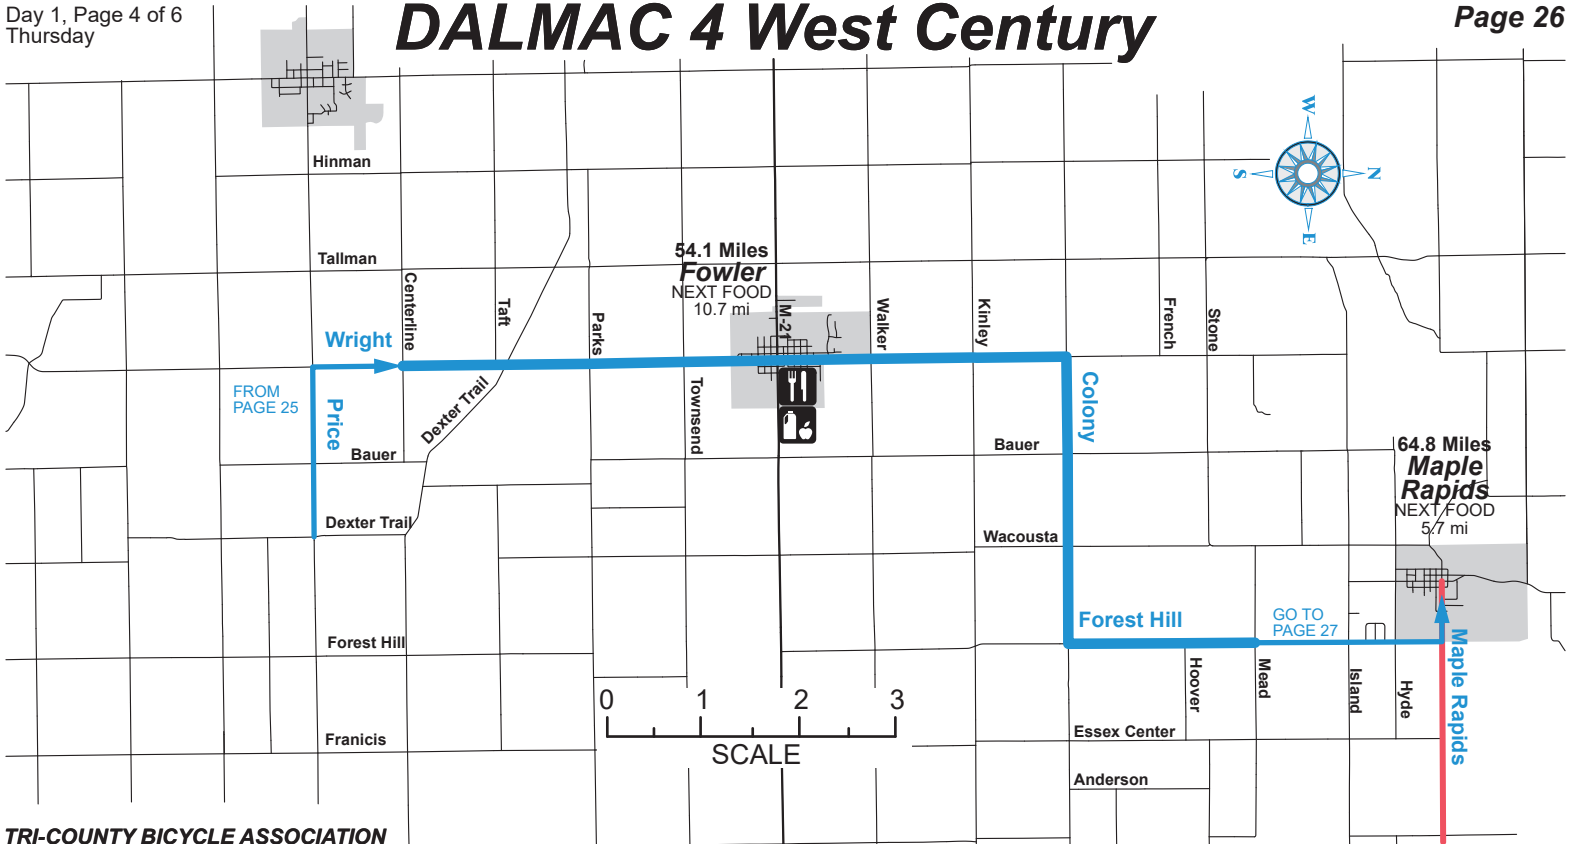 Day 1, Page 4 of 6
Thursday
DALMAC 4 West Century
Page 26
W
S
N
E
Hinman
Tallman
54.1 Miles
Fowler
NEXT FOOD
10.7 mi
Centerline
Taft
Parks
M-21
Walker
Kinley
French
Stone
Wright
FROM
PAGE 25
Price
Dexter Trail
Townsend
Colony
Bauer
Bauer
64.8 Miles
Maple
Rapids
NEXT FOOD
5.7 mi
Dexter Trail
Wacousta
Forest Hill
GO TO
PAGE 27
Forest Hill
Hoover
Mead
Island
Hyde
Maple Rapids
0 1 2 3
SCALE
Francis
Essex Center
Anderson
TRI-COUNTY BICYCLE ASSOCIATION